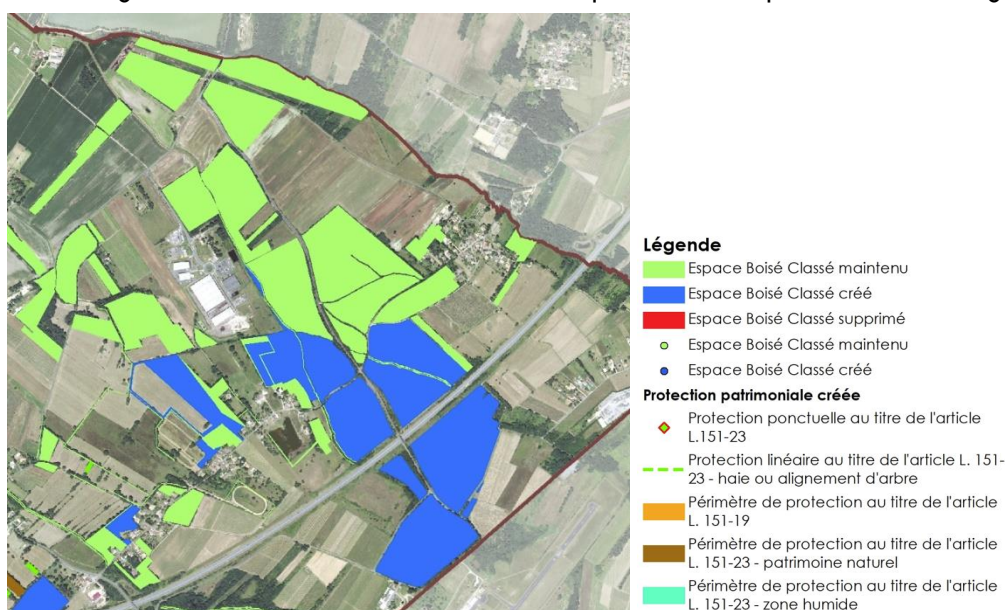 Légende
Espace Boisé Classé maintenu
Espace Boisé Classé créé
Espace Boisé Classé supprimé
Espace Boisé Classé maintenu
Espace Boisé Classé créé
Protection patrimoniale créée
Protection ponctuelle au titre de l'article
L.151-23
Protection linéaire au titre de l'article L. 151-
23 - haie ou alignement d'arbre
Périmètre de protection au titre de l'article
L. 151-19
Périmètre de protection au titre de l'article
L. 151-23 - patrimoine naturel
Périmètre de protection au titre de l'article
L. 151-23 - zone humide